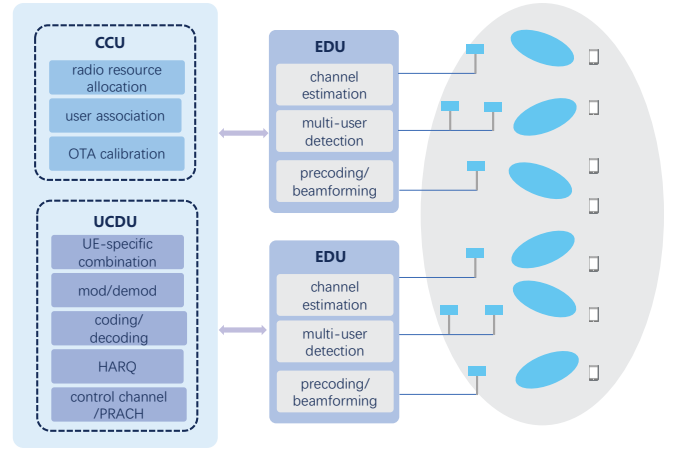 CCU
radio resource
allocation
user association
OTA calibration
UCDU
UE-specific
combination
mod/demod
coding/
decoding
HARQ
control channel
/PRACH
EDU
channel
estimation
multi-user
detection
precoding/
beamforming
EDU
channel
estimation
multi-user
detection
precoding/
beamforming